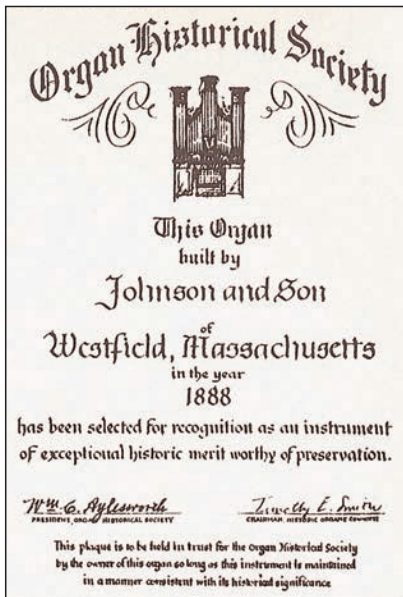 Organ Historical Society
This Organ
built by
Johnson and Son
of
Westfield, Massachusetts
in the year
1888
has been selected for recognition as an instrument
of exceptional historic merit worthy of preservation.
Wm. C. Aylesworth Timothy E. Smith
PRESIDENT, ORGAN HISTORICAL SOCIETY CHAIRMAN HISTORIC ORGANS COMMITTEE
This plaque is to be held in trust for the Organ Historical Society
by the owner of this organ so long as this instrument is maintained
in a manner consistent with its historical significance